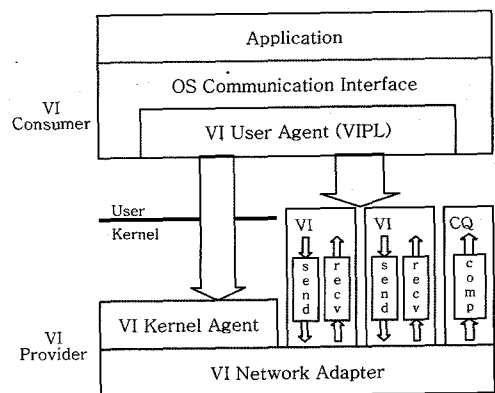 Application
OS Communication Interface
VI
Consumer
VI User Agent (VIPL)
User
Kernel
VI
VI
CQ
send
recv
send
recv
comp
VI Kernel Agent
VI
Provider
VI Network Adapter